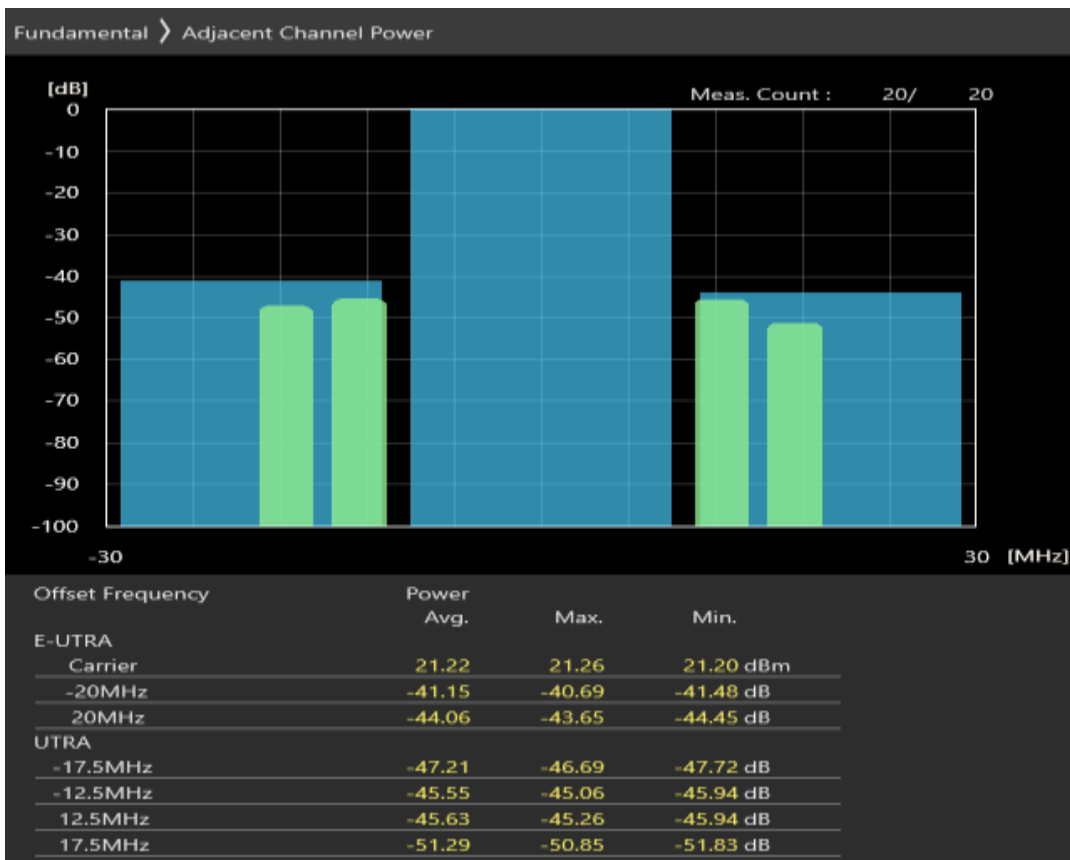 Fundamental 》 Adjacent Channel Power
[dB]
Meas. Count : 20/ 20
0
-10
-20
-30
-40
-50
-60
-70
-80
-90
-100
-30 30 [MHz]
Offset Frequency Power
Avg. Max. Min.
E-UTRA
Carrier 21.22 21.26 21.20 dBm
-20MHz -41.15 -40.69 -41.48 dB
20MHz -44.06 -43.65 -44.45 dB
UTRA
-17.5MHz -47.21 -46.69 -47.72 dB
-12.5MHz -45.55 -45.06 -45.94 dB
12.5MHz -45.63 -45.26 -45.94 dB
17.5MHz -51.29 -50.85 -51.83 dB